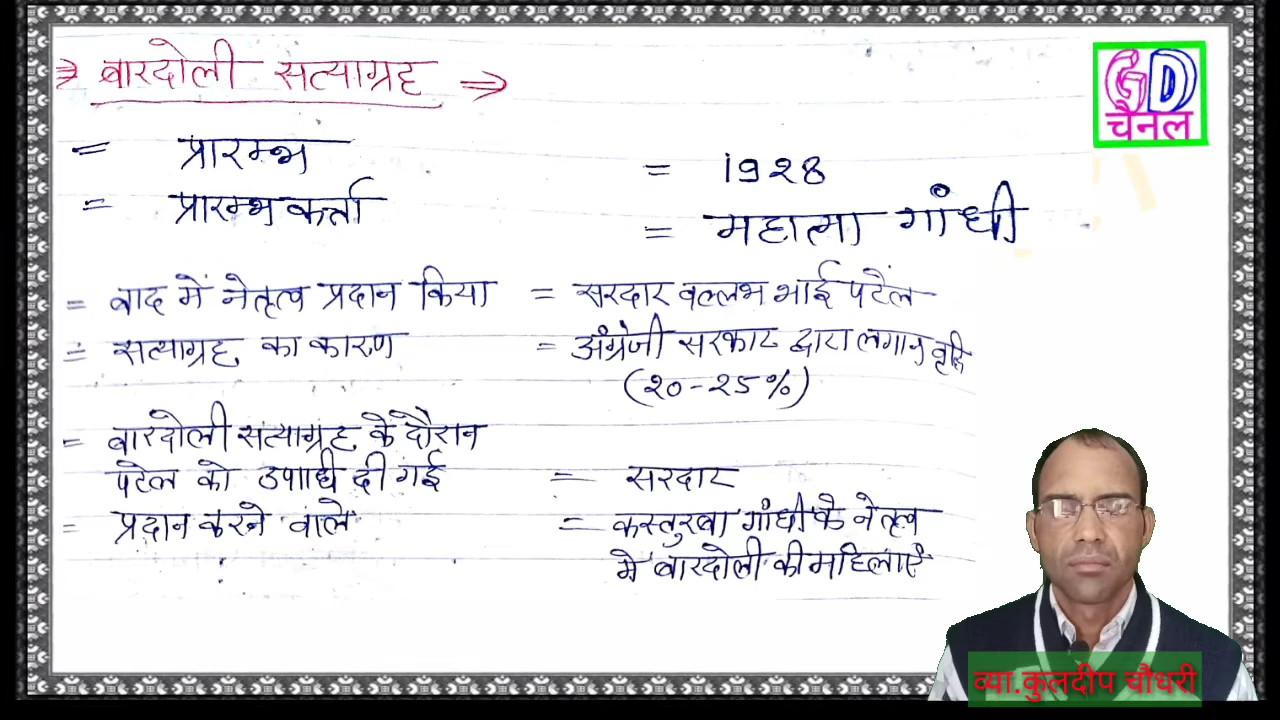 ⇒ बारदोली सत्याग्रह ⇒
GD
चैनल
= प्रारम्भ = 1928
= प्रारम्भकर्त्ता = महात्मा गांधी
= बाद में नेतृत्व प्रदान किया = सरदार वल्लभ भाई पटेल
= सत्याग्रह का कारण = अंग्रेजी सरकार द्वारा लगान वृद्धि
(20-25%)
= बारदोली सत्याग्रह के दौरान
पटेल को उपाधि दी गई = सरदार
= प्रदान करने वाले = कस्तुरबा गांधी के नेतृत्व
में बारदोली की महिलाएँ
व्या.कुलदीप चौधरी